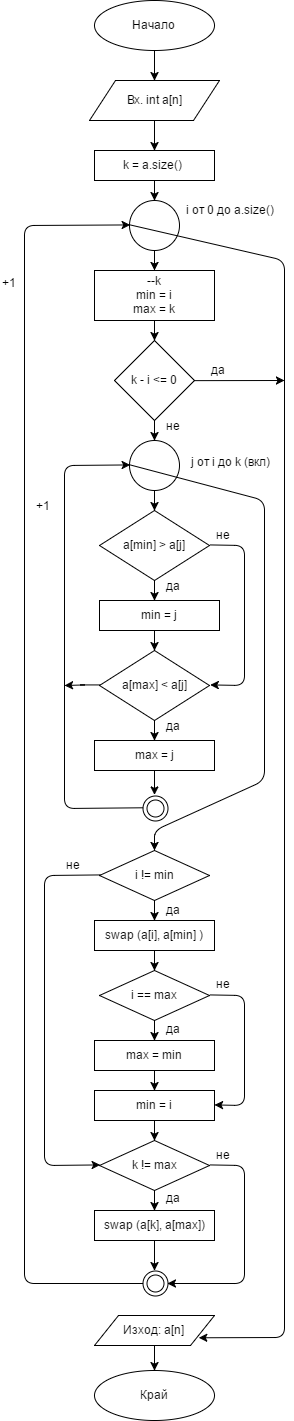 Начало
Вх. int a[n]
k = a.size()
i от 0 до a.size()
+1
--k
min = i
max = k
k - i <= 0
да
не
j от i до k (вкл)
+1
a[min] > a[j]
не
да
min = j
a[max] < a[j]
да
max = j
i != min
не
да
swap (a[i], a[min] )
i == max
не
да
max = min
min = i
k != max
не
да
swap (a[k], a[max])
Изход: a[n]
Край